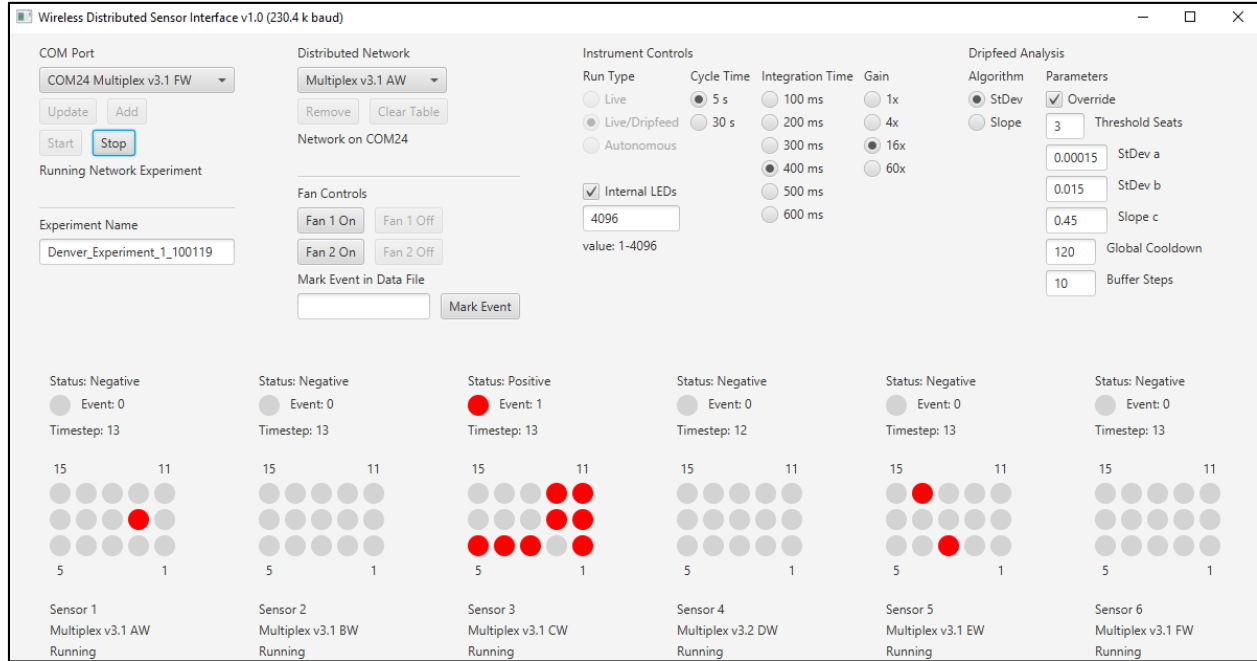 Wireless Distributed Sensor Interface v1.0 (230.4 k baud)
COM Port
COM24 Multiplex v3.1 FW
Update Add
Start Stop
Running Network Experiment
Experiment Name
Denver_Experiment_1_100119
Distributed Network
Multiplex v3.1 AW
Remove Clear Table
Network on COM24
Fan Controls
Fan 1 On Fan 1 Off
Fan 2 On Fan 2 Off
Mark Event in Data File
Mark Event
Instrument Controls
Run Type Cycle Time Integration Time Gain
Live 5 s 100 ms 1x
Live/Dripfeed 30 s 200 ms 4x
Autonomous 300 ms 16x
400 ms 60x
Internal LEDs 500 ms
4096 600 ms
value: 1-4096
Dripfeed Analysis
Algorithm Parameters
StDev Override
Slope 3 Threshold Seats
0.00015 StDev a
0.015 StDev b
0.45 Slope c
120 Global Cooldown
10 Buffer Steps
Status: Negative Status: Negative Status: Positive Status: Negative Status: Negative Status: Negative
Event: 0 Event: 0 Event: 1 Event: 0 Event: 0 Event: 0
Timestep: 13 Timestep: 13 Timestep: 13 Timestep: 12 Timestep: 13 Timestep: 13
15 11 15 11 15 11 15 11 15 11 15 11
5 1 5 1 5 1 5 1 5 1 5 1
Sensor 1 Sensor 2 Sensor 3 Sensor 4 Sensor 5 Sensor 6
Multiplex v3.1 AW Multiplex v3.1 BW Multiplex v3.1 CW Multiplex v3.2 DW Multiplex v3.1 EW Multiplex v3.1 FW
Running Running Running Running Running Running